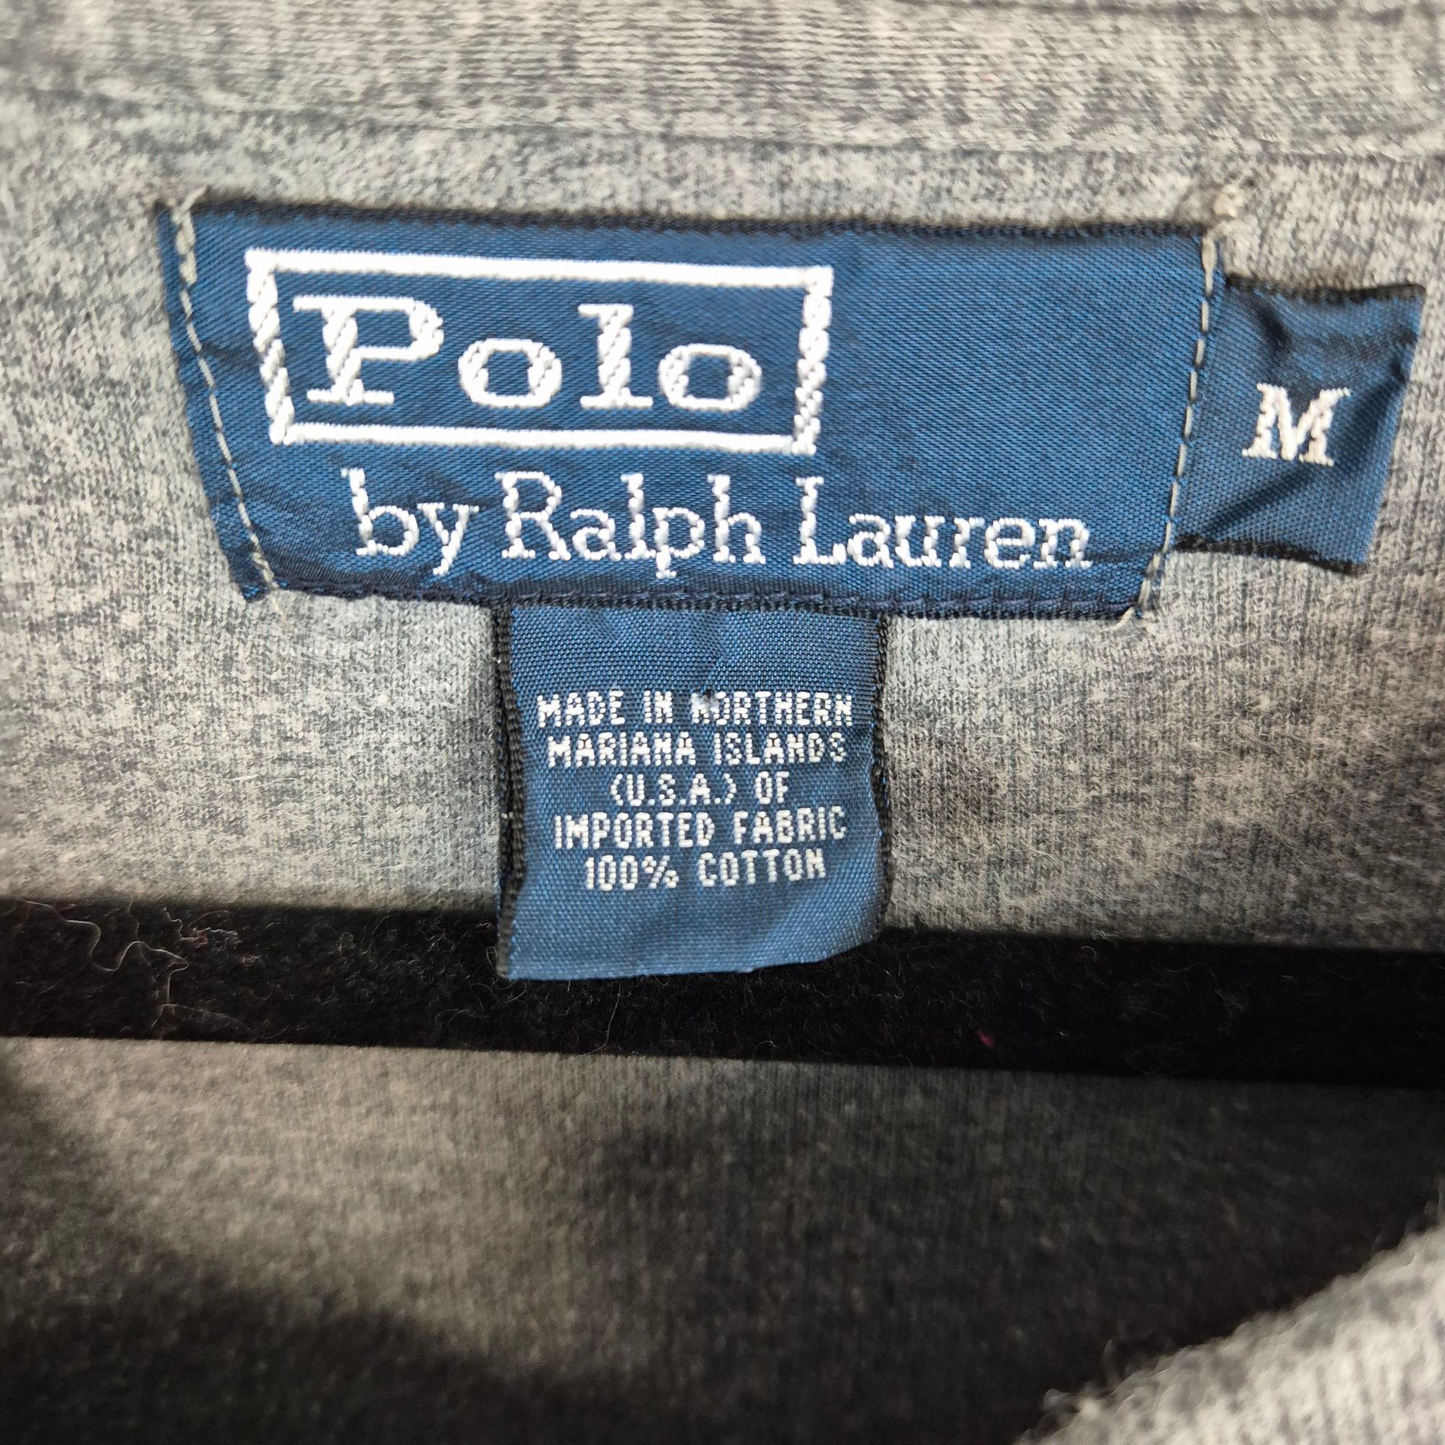 Polo
by Ralph Lauren
M
MADE IN NORTHERN
MARIANA ISLANDS
(U.S.A.) OF
IMPORTED FABRIC
100% COTTON